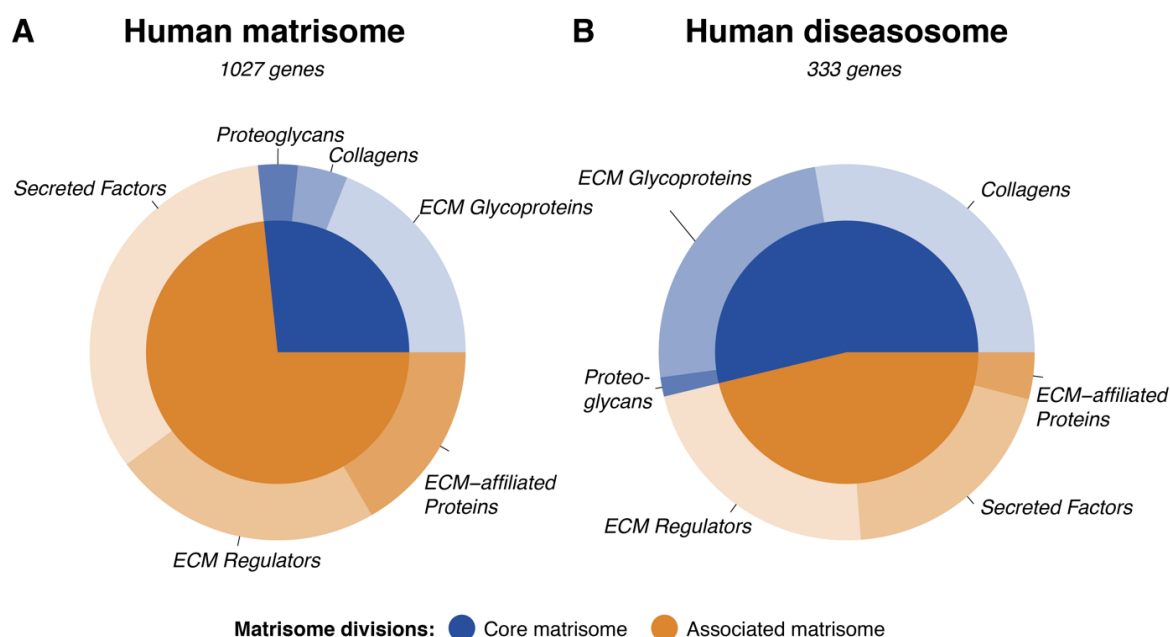 A
Human matrisome
1027 genes
Proteoglycans
Collagens
Secreted Factors
ECM Glycoproteins
ECM–affiliated
Proteins
ECM Regulators
B
Human diseasosome
333 genes
ECM Glycoproteins
Collagens
Proteo-
glycans
ECM–affiliated
Proteins
Secreted Factors
ECM Regulators
Matrisome divisions: Core matrisome Associated matrisome